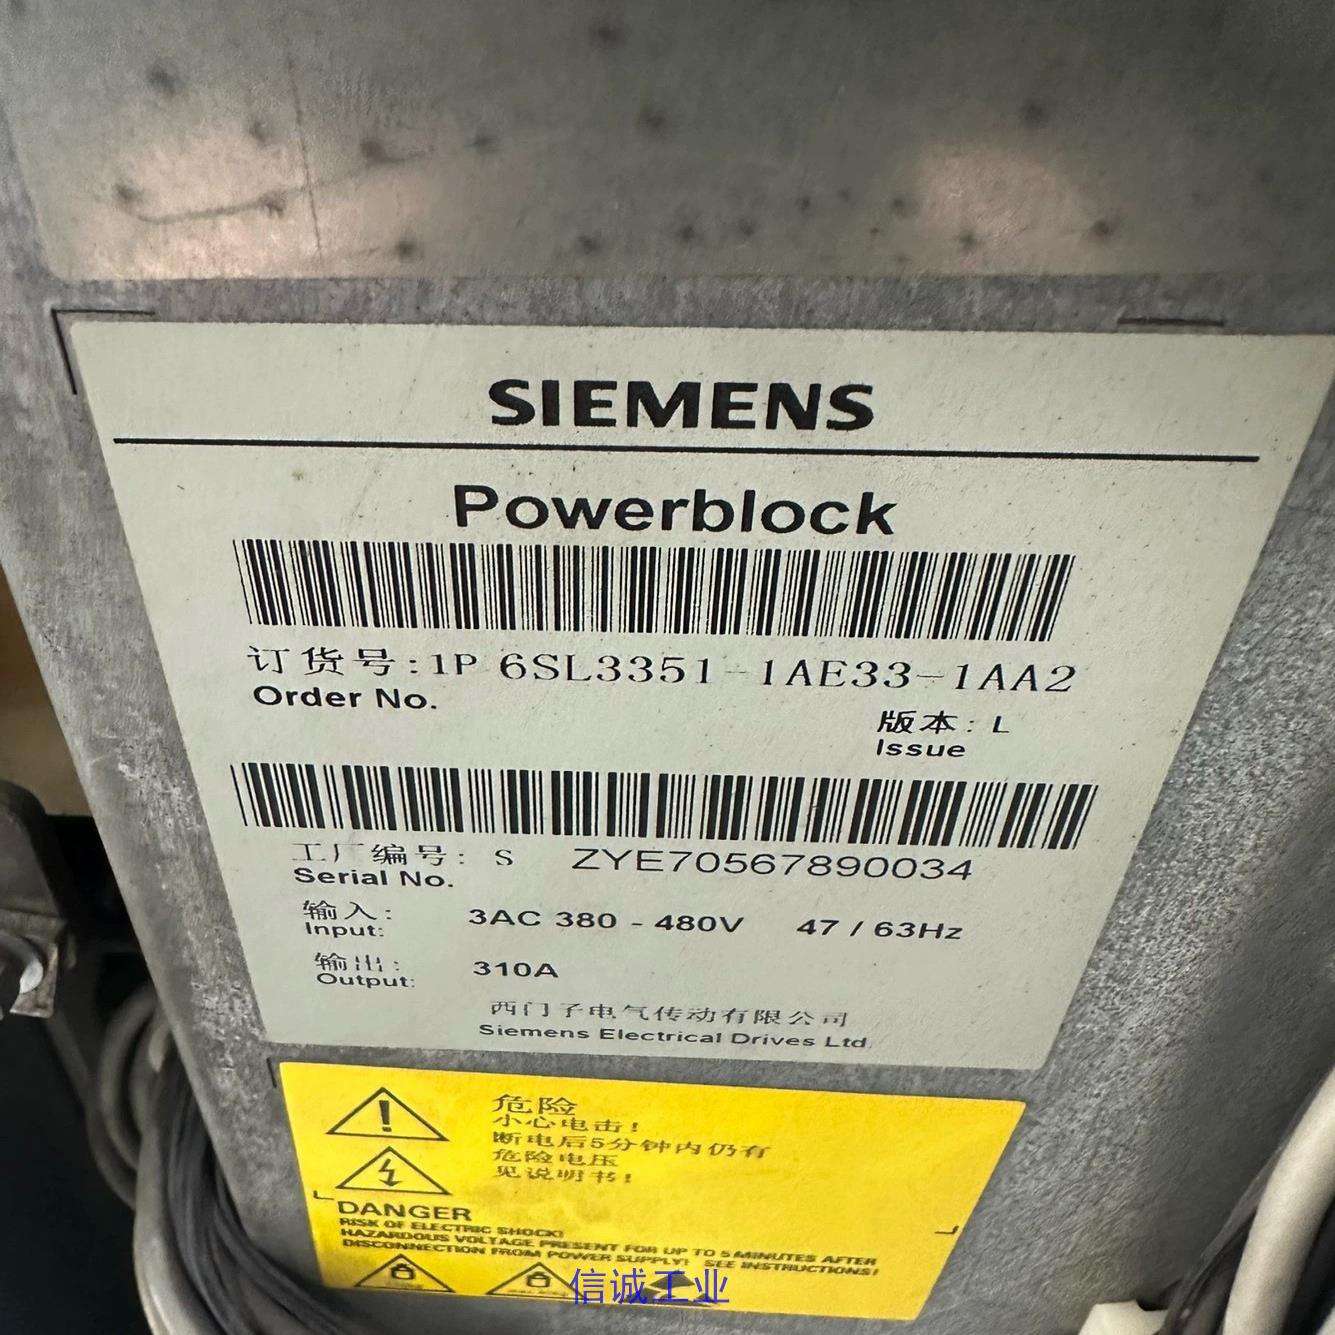 SIEMENS
Powerblock
订货号: 1P 6SL3351-1AE33-1AA2
Order No.
版本: L
Issue
工厂编号: S ZYE70567890034
Serial No.
输入: 3AC 380 - 480V 47 / 63Hz
Input:
输出: 310A
Output:
西门子电气传动有限公司
Siemens Electrical Drives Ltd.
危险
小心电击!
断电后5分钟内仍有
危险电压
见说明书!
DANGER
RISK OF ELECTRIC SHOCK!
HAZARDOUS VOLTAGE PRESENT FOR UP TO 5 MINUTES AFTER
DISCONNECTION FROM POWER SUPPLY! SEE INSTRUCTIONS!
信诚工业